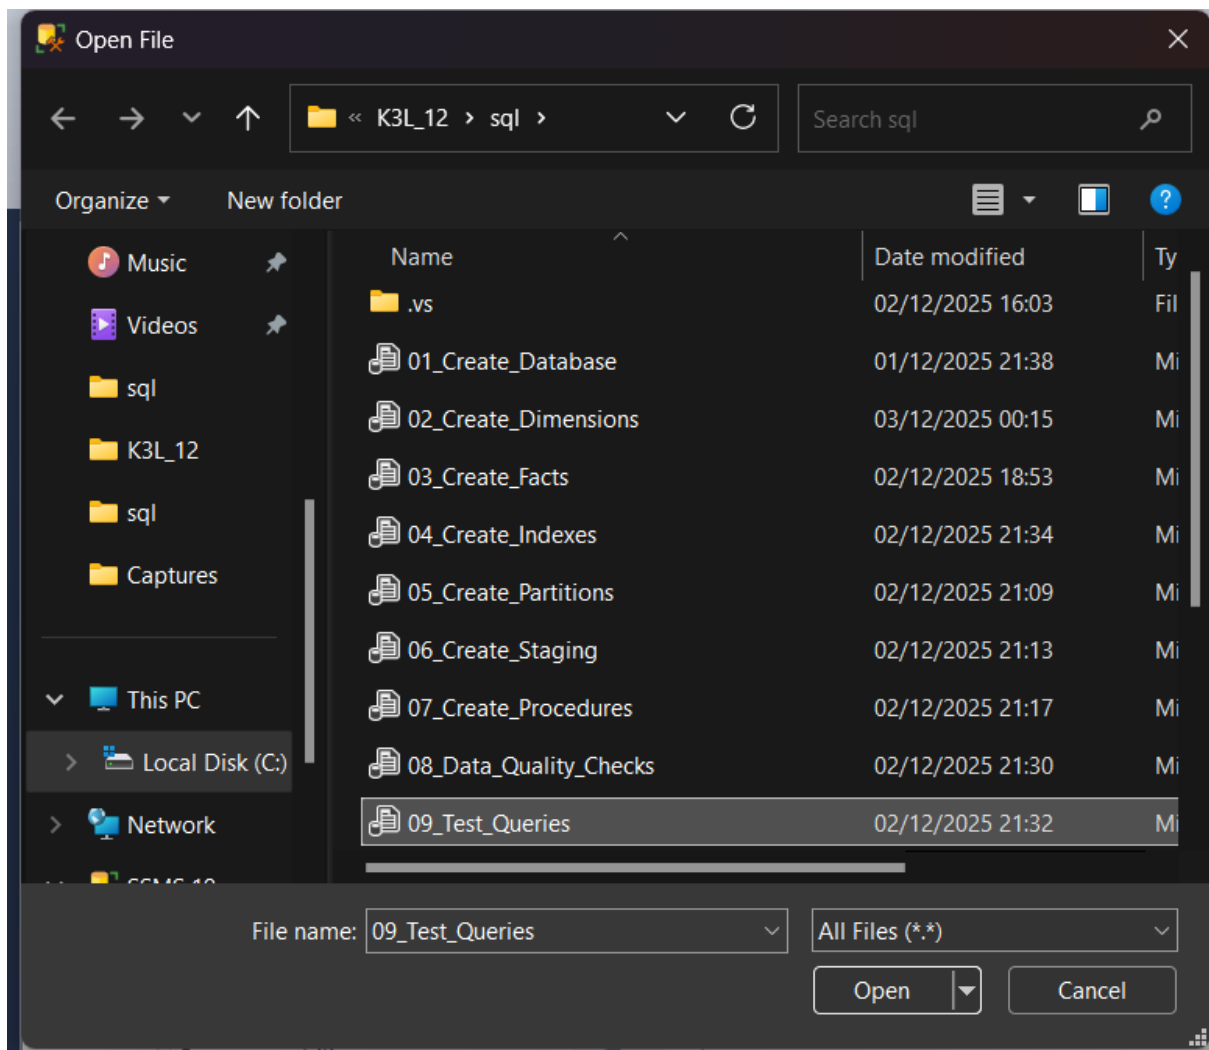 Open File
« K3L_12 › sql ›
Search sql
Organize
New folder
?
Music
Videos
sql
K3L_12
sql
Captures
This PC
Local Disk (C:)
Network
Name Date modified Ty
.vs 02/12/2025 16:03 Fil
01_Create_Database 01/12/2025 21:38 Mi
02_Create_Dimensions 03/12/2025 00:15 Mi
03_Create_Facts 02/12/2025 18:53 Mi
04_Create_Indexes 02/12/2025 21:34 Mi
05_Create_Partitions 02/12/2025 21:09 Mi
06_Create_Staging 02/12/2025 21:13 Mi
07_Create_Procedures 02/12/2025 21:17 Mi
08_Data_Quality_Checks 02/12/2025 21:30 Mi
09_Test_Queries 02/12/2025 21:32 Mi
File name: 09_Test_Queries
All Files (*.*)
Open
Cancel